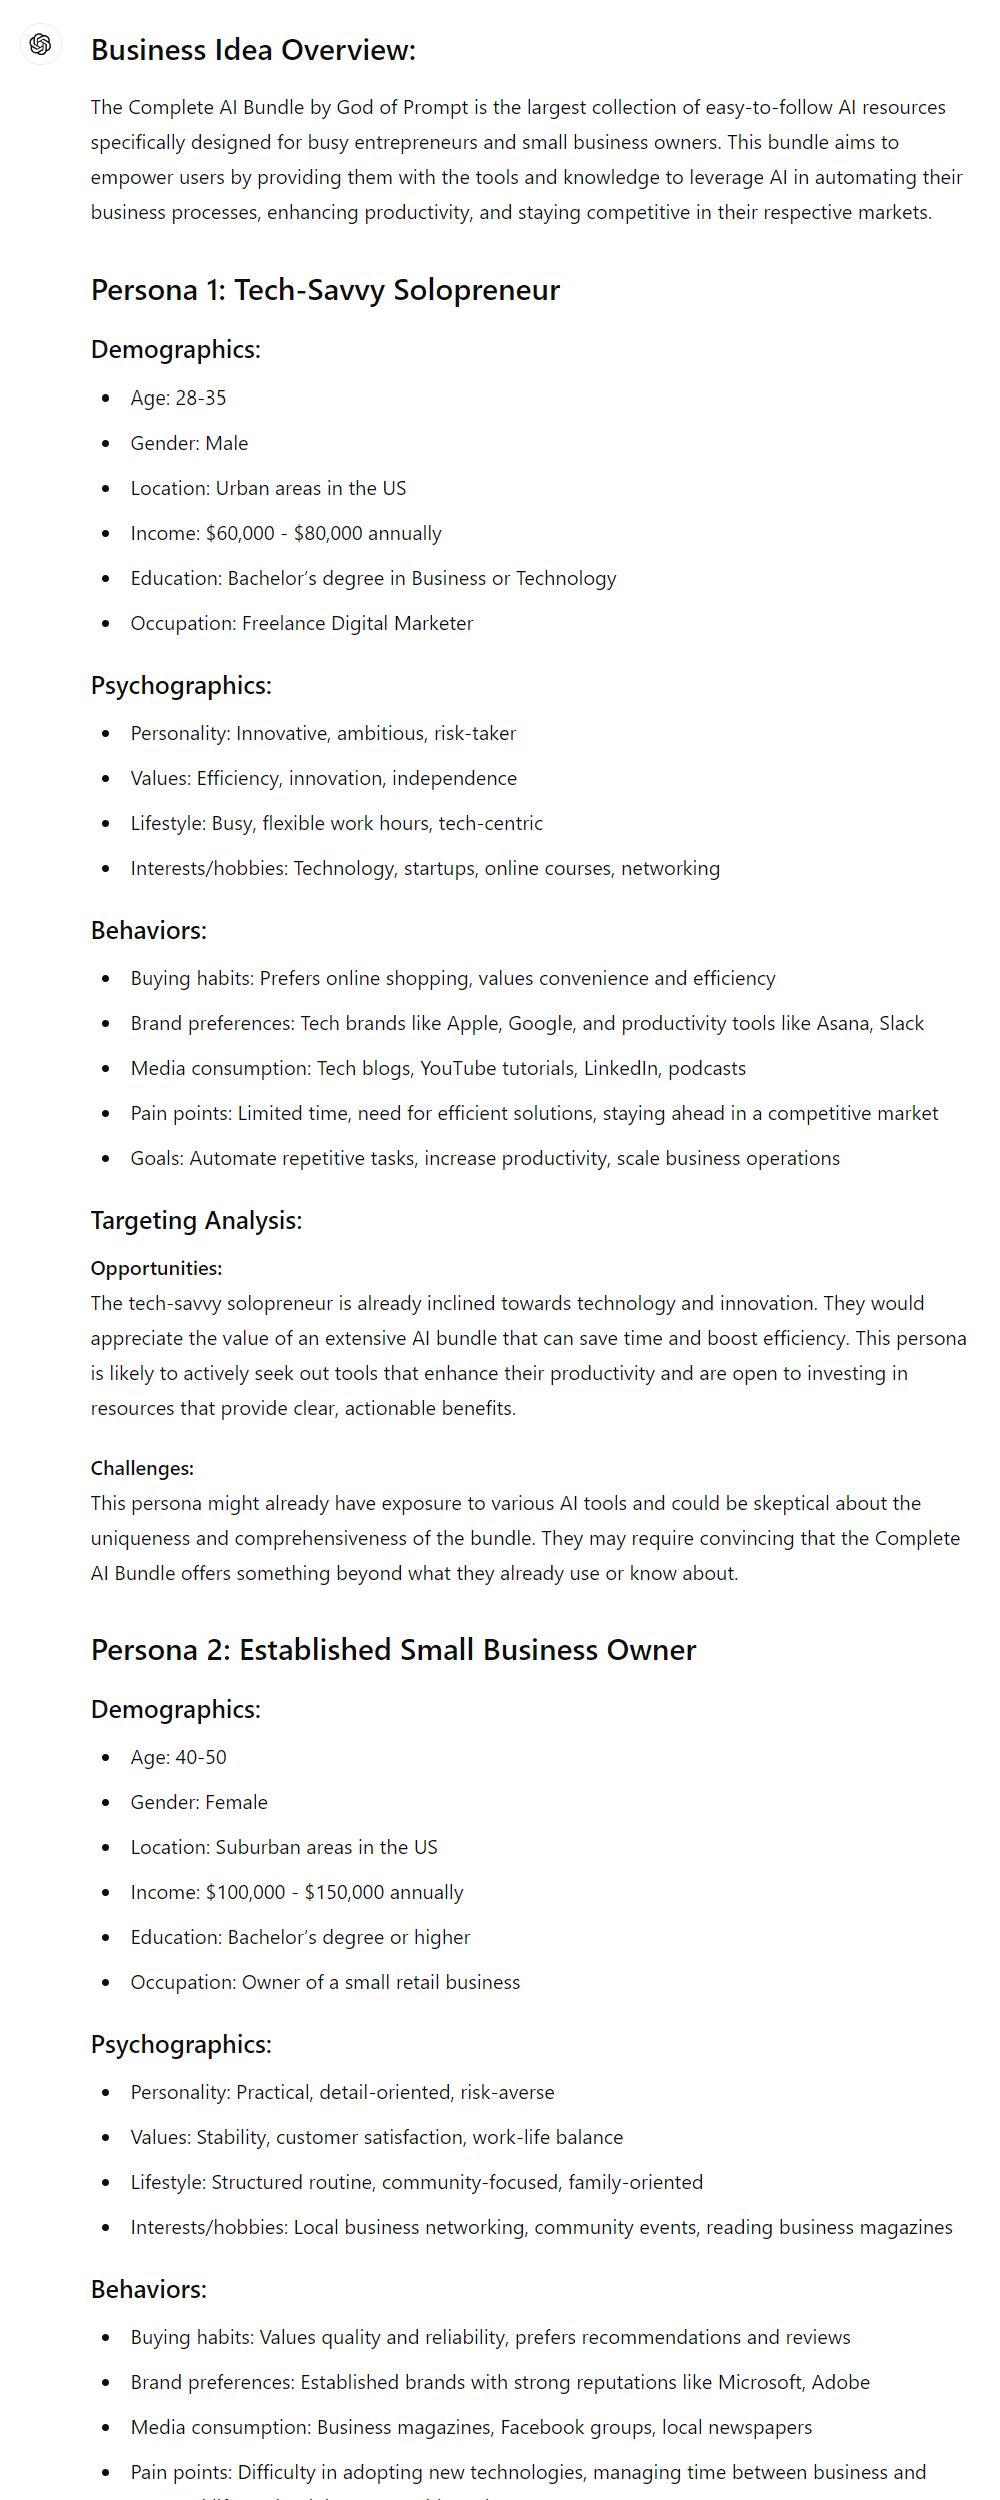 Business Idea Overview:
The Complete AI Bundle by God of Prompt is the largest collection of easy-to-follow AI resources
specifically designed for busy entrepreneurs and small business owners. This bundle aims to
empower users by providing them with the tools and knowledge to leverage AI in automating their
business processes, enhancing productivity, and staying competitive in their respective markets.
Persona 1: Tech-Savvy Solopreneur
Demographics:
• Age: 28-35
• Gender: Male
• Location: Urban areas in the US
• Income: $60,000 - $80,000 annually
• Education: Bachelor's degree in Business or Technology
• Occupation: Freelance Digital Marketer
Psychographics:
• Personality: Innovative, ambitious, risk-taker
• Values: Efficiency, innovation, independence
• Lifestyle: Busy, flexible work hours, tech-centric
• Interests/hobbies: Technology, startups, online courses, networking
Behaviors:
• Buying habits: Prefers online shopping, values convenience and efficiency
• Brand preferences: Tech brands like Apple, Google, and productivity tools like Asana, Slack
• Media consumption: Tech blogs, YouTube tutorials, LinkedIn, podcasts
• Pain points: Limited time, need for efficient solutions, staying ahead in a competitive market
• Goals: Automate repetitive tasks, increase productivity, scale business operations
Targeting Analysis:
Opportunities:
The tech-savvy solopreneur is already inclined towards technology and innovation. They would
appreciate the value of an extensive AI bundle that can save time and boost efficiency. This persona
is likely to actively seek out tools that enhance their productivity and are open to investing in
resources that provide clear, actionable benefits.
Challenges:
This persona might already have exposure to various AI tools and could be skeptical about the
uniqueness and comprehensiveness of the bundle. They may require convincing that the Complete
AI Bundle offers something beyond what they already use or know about.
Persona 2: Established Small Business Owner
Demographics:
• Age: 40-50
• Gender: Female
• Location: Suburban areas in the US
• Income: $100,000 - $150,000 annually
• Education: Bachelor's degree or higher
• Occupation: Owner of a small retail business
Psychographics:
• Personality: Practical, detail-oriented, risk-averse
• Values: Stability, customer satisfaction, work-life balance
• Lifestyle: Structured routine, community-focused, family-oriented
• Interests/hobbies: Local business networking, community events, reading business magazines
Behaviors:
• Buying habits: Values quality and reliability, prefers recommendations and reviews
• Brand preferences: Established brands with strong reputations like Microsoft, Adobe
• Media consumption: Business magazines, Facebook groups, local newspapers
• Pain points: Difficulty in adopting new technologies, managing time between business and